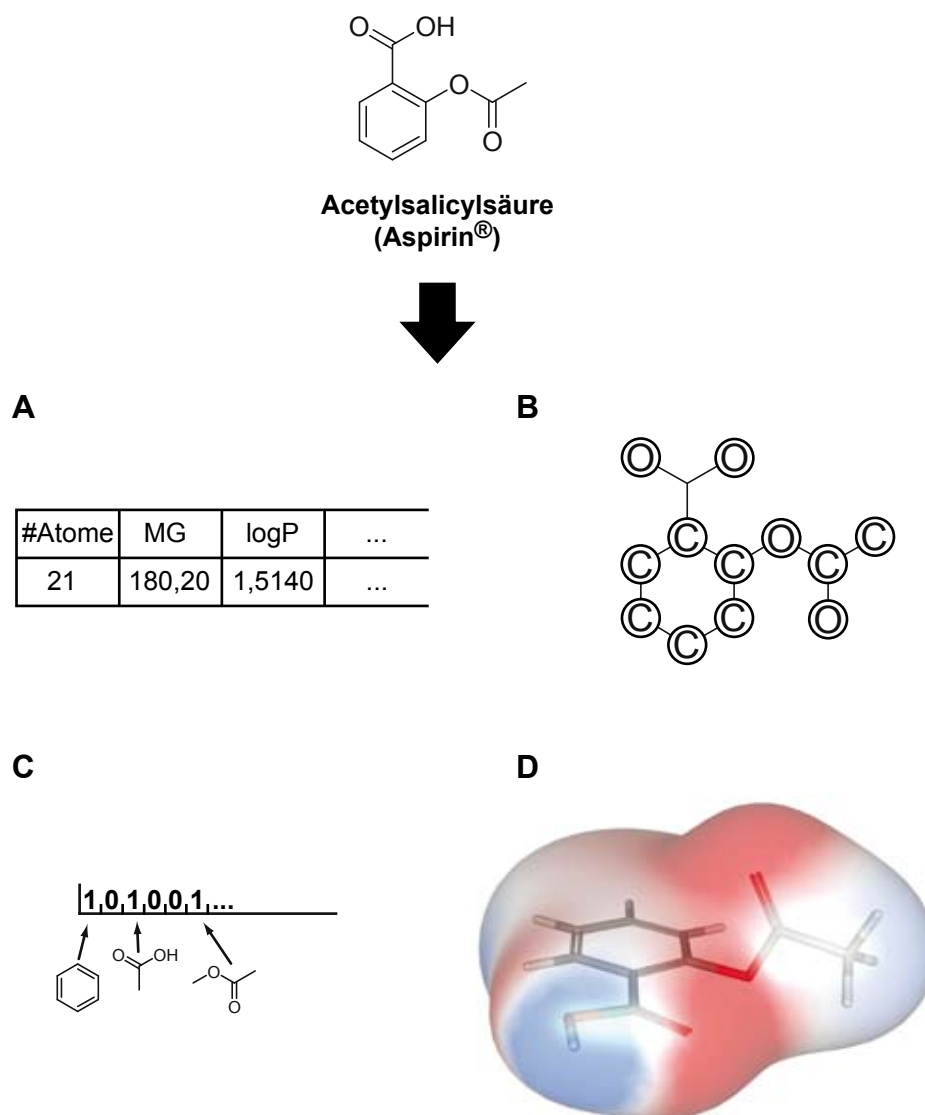 O OH
O
O
Acetylsalicylsäure
(Aspirin®)
A
B
#Atome MG logP ...
21 180,20 1,5140 ...
O O
C O C
C C C
C C O
C
C
D
1,0,1,0,0,1,...
O OH
O
O